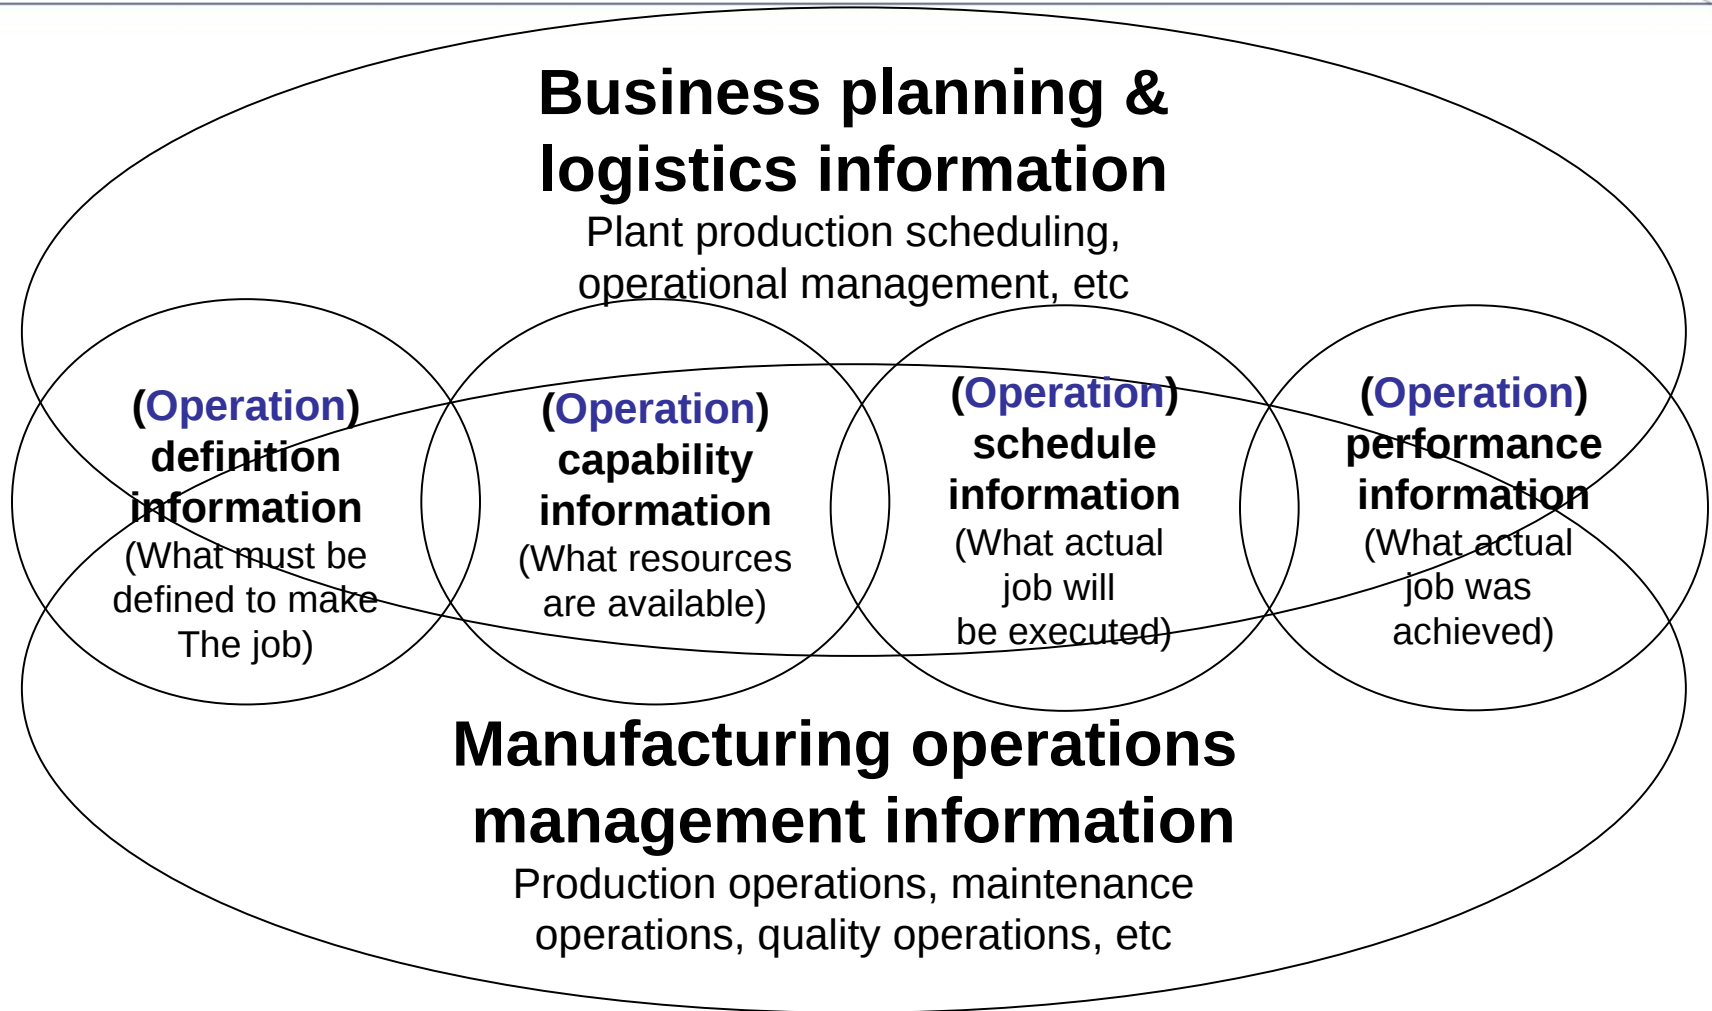 Business planning &
logistics information
Plant production scheduling,
operational management, etc
(Operation)
definition
information
(What must be
defined to make
The job)
(Operation)
capability
information
(What resources
are available)
(Operation)
schedule
information
(What actual
job will
be executed)
(Operation)
performance
information
(What actual
job was
achieved)
Manufacturing operations
management information
Production operations, maintenance
operations, quality operations, etc